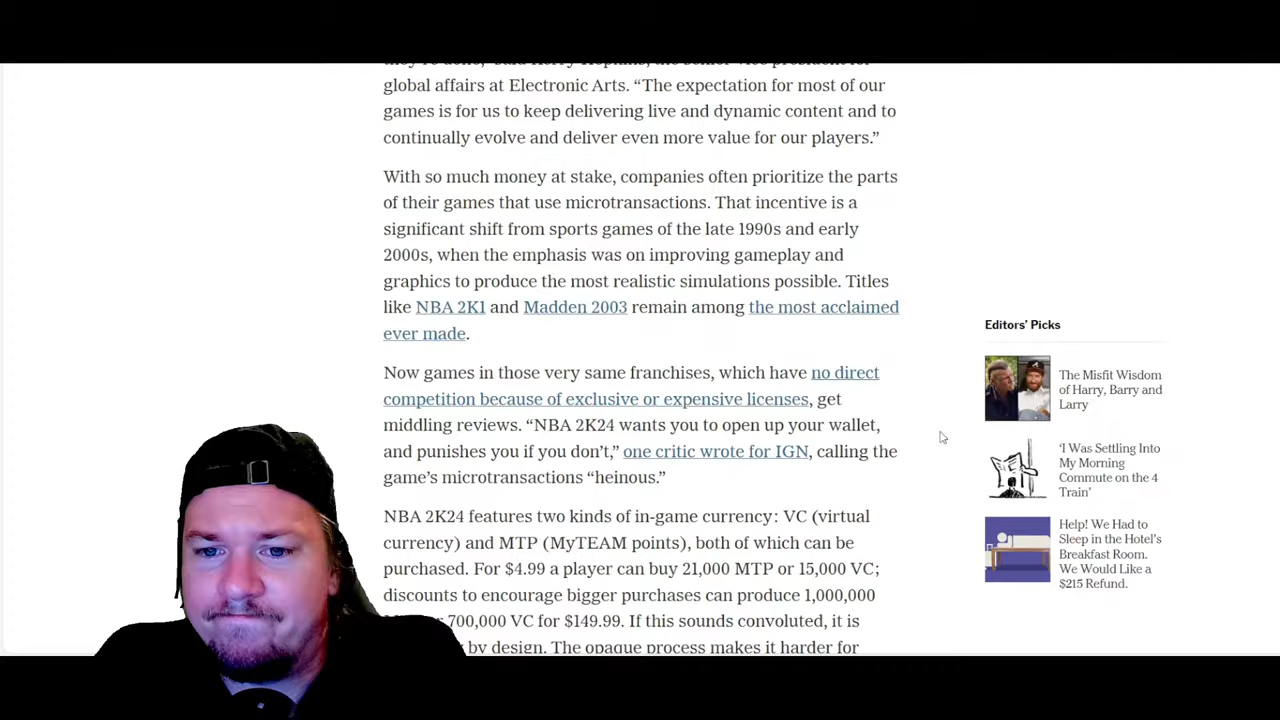 they're done," said Kerry Hopkins, the senior vice president for
global affairs at Electronic Arts. “The expectation for most of our
games is for us to keep delivering live and dynamic content and to
continually evolve and deliver even more value for our players.”
With so much money at stake, companies often prioritize the parts
of their games that use microtransactions. That incentive is a
significant shift from sports games of the late 1990s and early
2000s, when the emphasis was on improving gameplay and
graphics to produce the most realistic simulations possible. Titles
like NBA 2K1 and Madden 2003 remain among the most acclaimed
ever made.
Now games in those very same franchises, which have no direct
competition because of exclusive or expensive licenses, get
middling reviews. “NBA 2K24 wants you to open up your wallet,
and punishes you if you don’t,” one critic wrote for IGN, calling the
game’s microtransactions “heinous.”
NBA 2K24 features two kinds of in-game currency: VC (virtual
currency) and MTP (MyTEAM points), both of which can be
purchased. For $4.99 a player can buy 21,000 MTP or 15,000 VC;
discounts to encourage bigger purchases can produce 1,000,000
700,000 VC for $149.99. If this sounds convoluted, it is
by design. The opaque process makes it harder for
Editors’ Picks
The Misfit Wisdom
of Harry, Barry and
Larry
‘I Was Settling Into
My Morning
Commute on the 4
Train’
Help! We Had to
Sleep in the Hotel’s
Breakfast Room.
We Would Like a
$215 Refund.